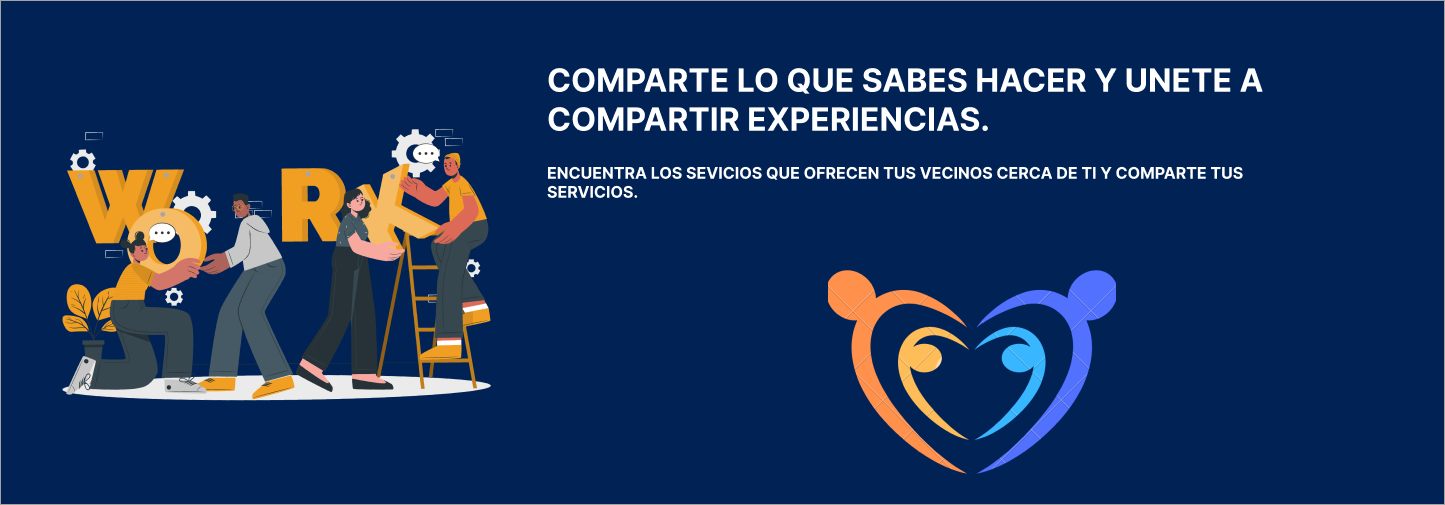 COMPARTE LO QUE SABES HACER Y UNETE A
COMPARTIR EXPERIENCIAS.
ENCUENTRA LOS SEVICIOS QUE OFRECEN TUS VECINOS CERCA DE TI Y COMPARTE TUS
SERVICIOS.
WORK